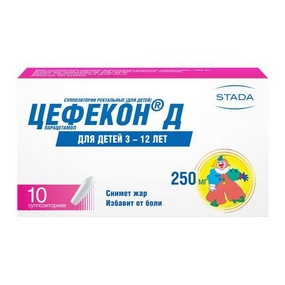 СУППОЗИТОРИИ РЕКТАЛЬНЫЕ (ДЛЯ ДЕТЕЙ)
STADA
ЦЕФЕКОН® Д
ПАРАЦЕТАМОЛ
ДЛЯ ДЕТЕЙ 3 – 12 ЛЕТ
250 МГ
10
суппозиториев
Снимет жар
Избавит от боли